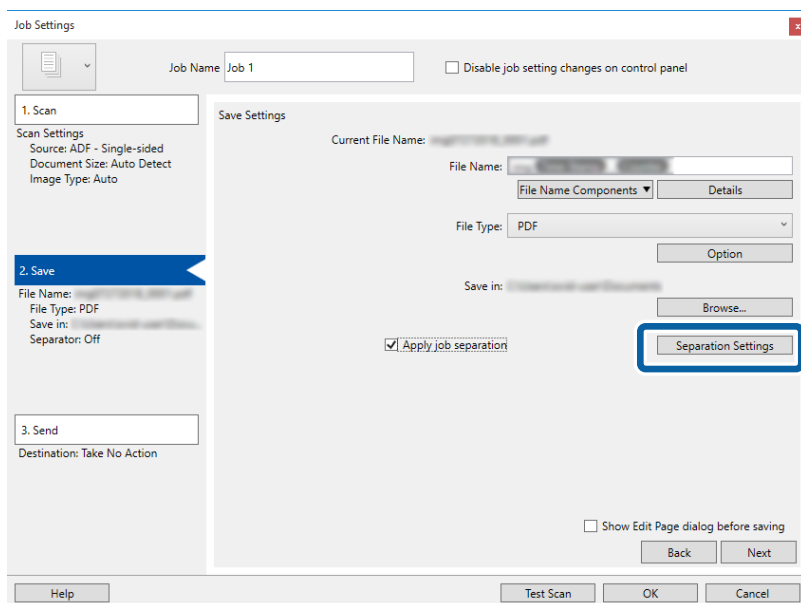 Job Settings
x
Job Name Job 1
Disable job setting changes on control panel
1. Scan
Scan Settings
Source: ADF - Single-sided
Document Size: Auto Detect
Image Type: Auto
2. Save
File Name:
File Type: PDF
Save in:
Separator: Off
3. Send
Destination: Take No Action
Save Settings
Current File Name:
File Name:
File Name Components ▼ Details
File Type: PDF
Option
Save in:
Browse...
Apply job separation Separation Settings
Show Edit Page dialog before saving
Back Next
Help Test Scan OK Cancel